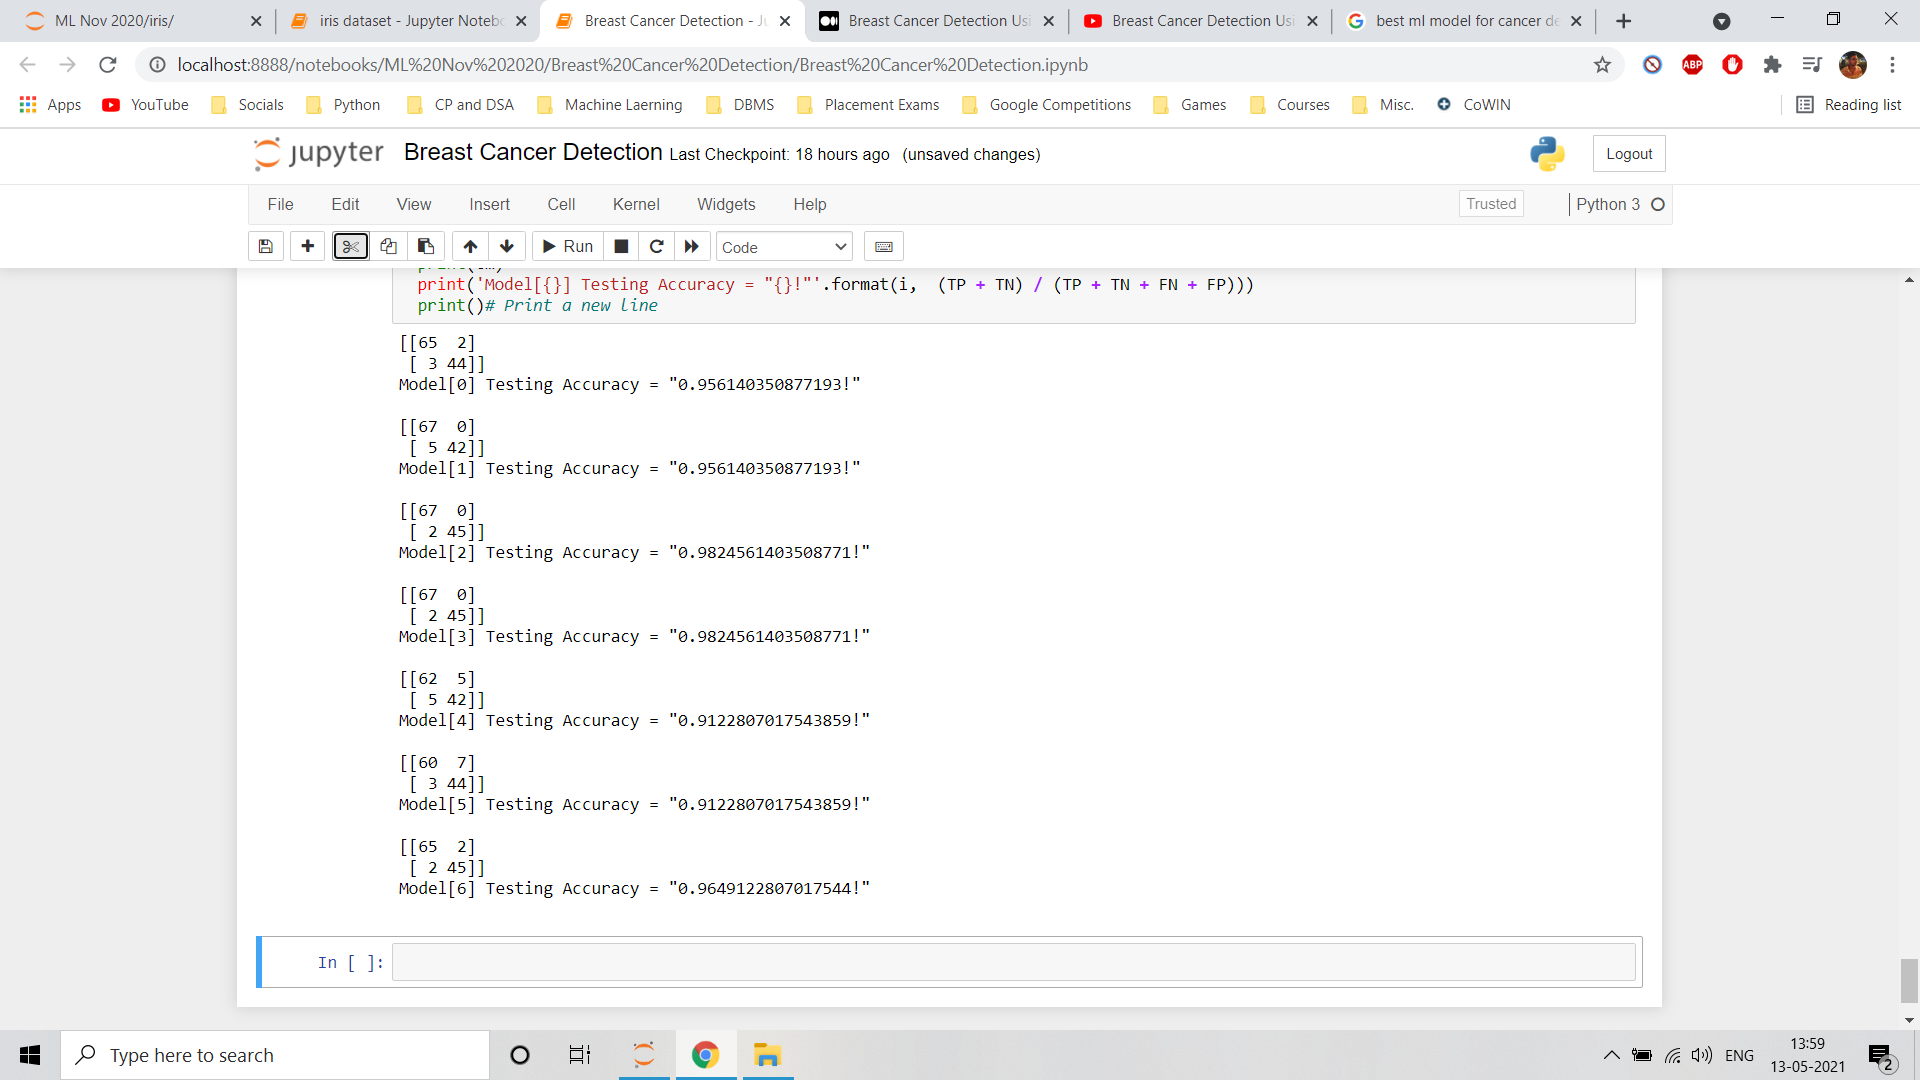 ML Nov 2020/iris/
iris dataset - Jupyter Notebo
Breast Cancer Detection - Ju
Breast Cancer Detection Usi
Breast Cancer Detection Usi
best ml model for cancer de
localhost:8888/notebooks/ML%20Nov%202020/Breast%20Cancer%20Detection/Breast%20Cancer%20Detection.ipynb
ABP
Apps YouTube Socials Python CP and DSA Machine Laerning DBMS Placement Exams Google Competitions Games Courses Misc. CoWIN Reading list
jupyter Breast Cancer Detection Last Checkpoint: 18 hours ago (unsaved changes) Logout
File Edit View Insert Cell Kernel Widgets Help Trusted Python 3
Run Code
print('Model[{}] Testing Accuracy = "{}!"'.format(i,  (TP + TN) / (TP + TN + FN + FP)))
print()# Print a new line
[[65  2]
 [ 3 44]]
Model[0] Testing Accuracy = "0.956140350877193!"
[[67  0]
 [ 5 42]]
Model[1] Testing Accuracy = "0.956140350877193!"
[[67  0]
 [ 2 45]]
Model[2] Testing Accuracy = "0.9824561403508771!"
[[67  0]
 [ 2 45]]
Model[3] Testing Accuracy = "0.9824561403508771!"
[[62  5]
 [ 5 42]]
Model[4] Testing Accuracy = "0.9122807017543859!"
[[60  7]
 [ 3 44]]
Model[5] Testing Accuracy = "0.9122807017543859!"
[[65  2]
 [ 2 45]]
Model[6] Testing Accuracy = "0.9649122807017544!"
In [ ]:
Type here to search
ENG
13:59
13-05-2021
2